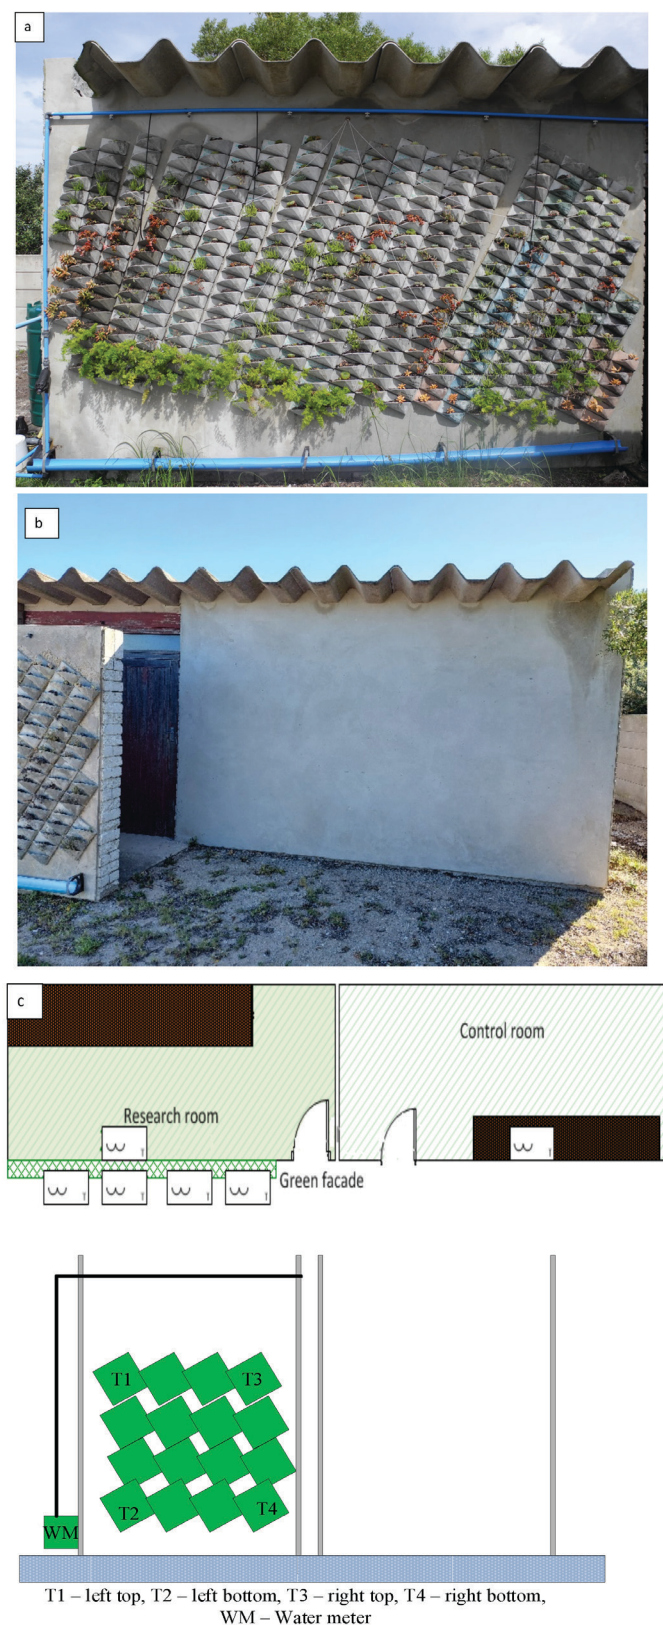 a
b
c
Control room
Research room
T
Green facade
T
T
T
T
T
T1
T3
T2
T4
WM
T1 – left top, T2 – left bottom, T3 – right top, T4 – right bottom,
WM – Water meter